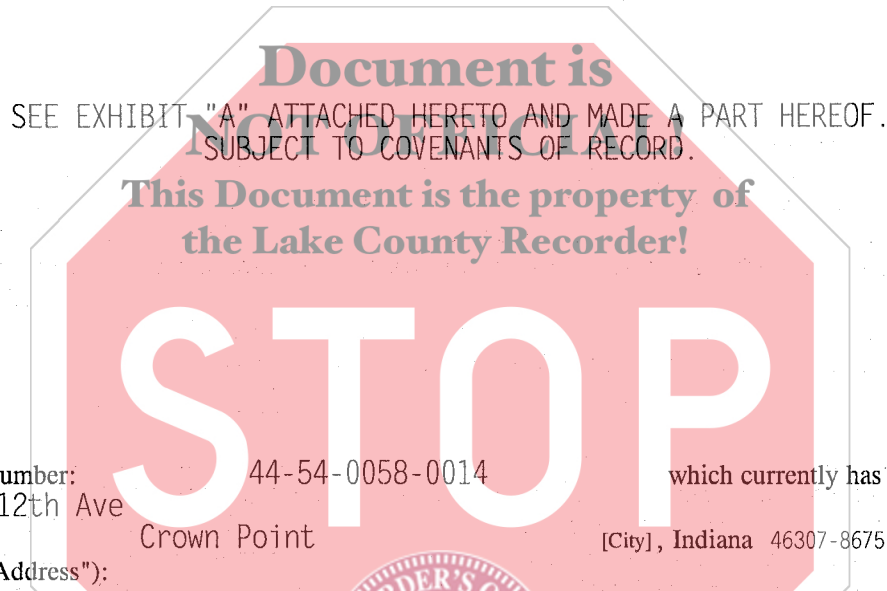 Document is
SEE EXHIBIT "A" ATTACHED HERETO AND MADE A PART HEREOF.
NOT OFFICIAL!
SUBJECT TO COVENANTS OF RECORD.
This Document is the property of
the Lake County Recorder!
STOP
umber: 44-54-0058-0014 which currently has
12th Ave
Crown Point [City], Indiana 46307-8675
Address"):
DER'S